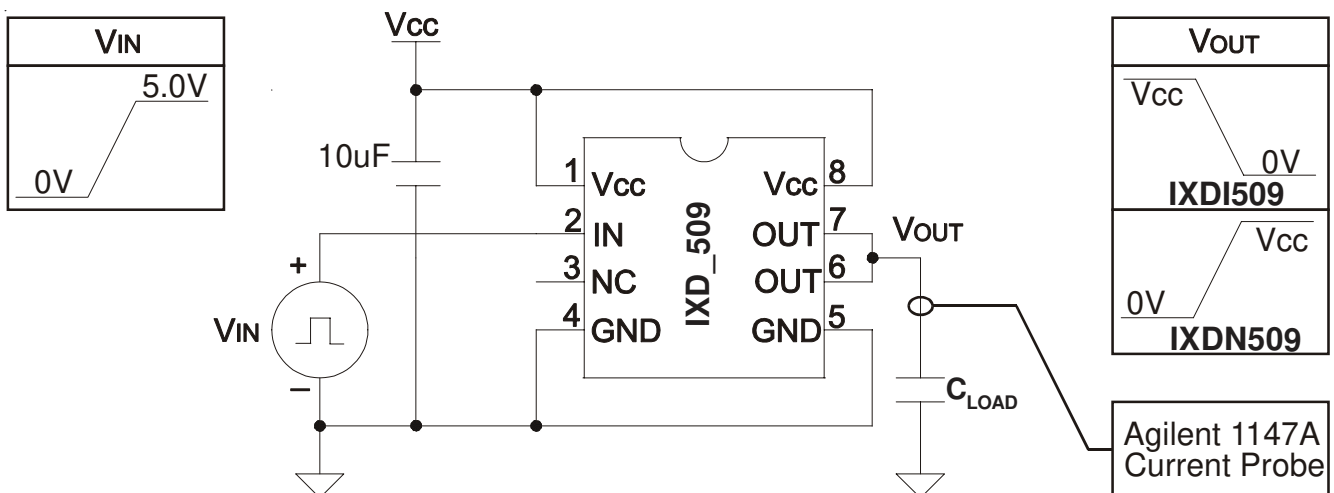 VIN
5.0V
0V
Vcc
10uF
1 Vcc
2 IN
3 NC
4 GND
IXD_509
Vcc 8
OUT 7
OUT 6
GND 5
+
VIN
−
VOUT
CLOAD
VOUT
Vcc
0V
IXDI509
Vcc
0V
IXDN509
Agilent 1147A
Current Probe